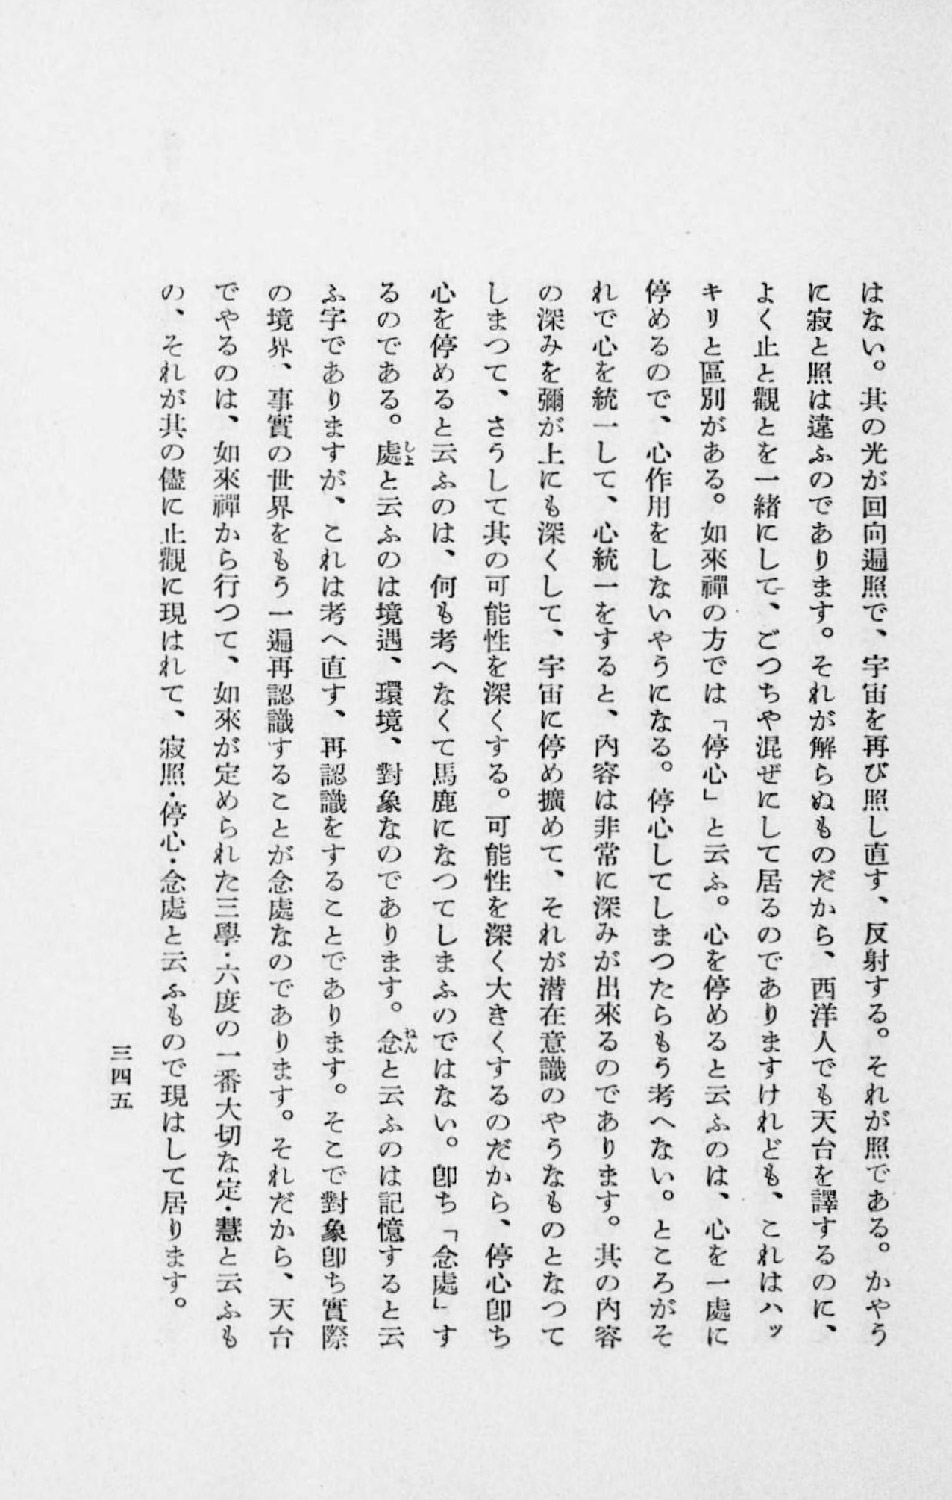 はない。其の光が回向遍照で、宇宙を再び照し直す、反射する。それが照である。かやう
に寂と照は違ふのであります。それが解らぬものだから、西洋人でも天台を譯するのに、
よく止と觀とを一緒にして、ごつちや混ぜにして居るのでありますけれども、これはハッ
キリと區別がある。如來禪の方では「停心」と云ふ。心を停めると云ふのは、心を一處に
停めるので、心作用をしないやうになる。停心してしまつたらもう考へない。ところがそ
れで心を統一して、心統一をすると、內容は非常に深みが出來るのであります。其の內容
の深みを彌が上にも深くして、宇宙に停め擴めて、それが潜在意識のやうなものとなつて
しまつて、さうして其の可能性を深くする。可能性を深く大きくするのだから、停心卽ち
心を停めると云ふのは、何も考へなくて馬鹿になつてしまふのではない。卽ち「念處」す
るのである。處しよと云ふのは境遇、環境、對象なのであります。念ねんと云ふのは記憶すると云
ふ字でありますが、これは考へ直す、再認識をすることであります。そこで對象卽ち實際
の境界、事實の世界をもう一遍再認識することが念處なのであります。それだから、天台
でやるのは、如來禪から行つて、如來が定められた三學・六度の一番大切な定・慧と云ふも
の、それが其の儘に止觀に現はれて、寂照・停心・念處と云ふもので現はして居ります。
三四五